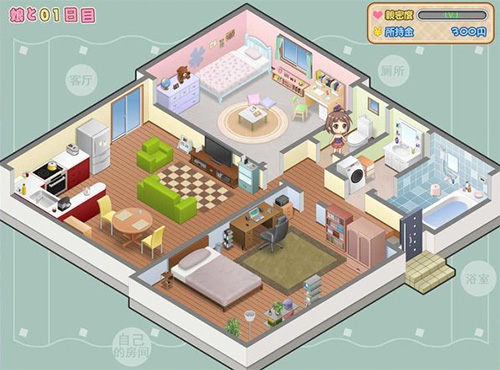 娘と01日目
親密度
LV.1
所持金
300円
客厅
厕所
浴室
自己
的房间